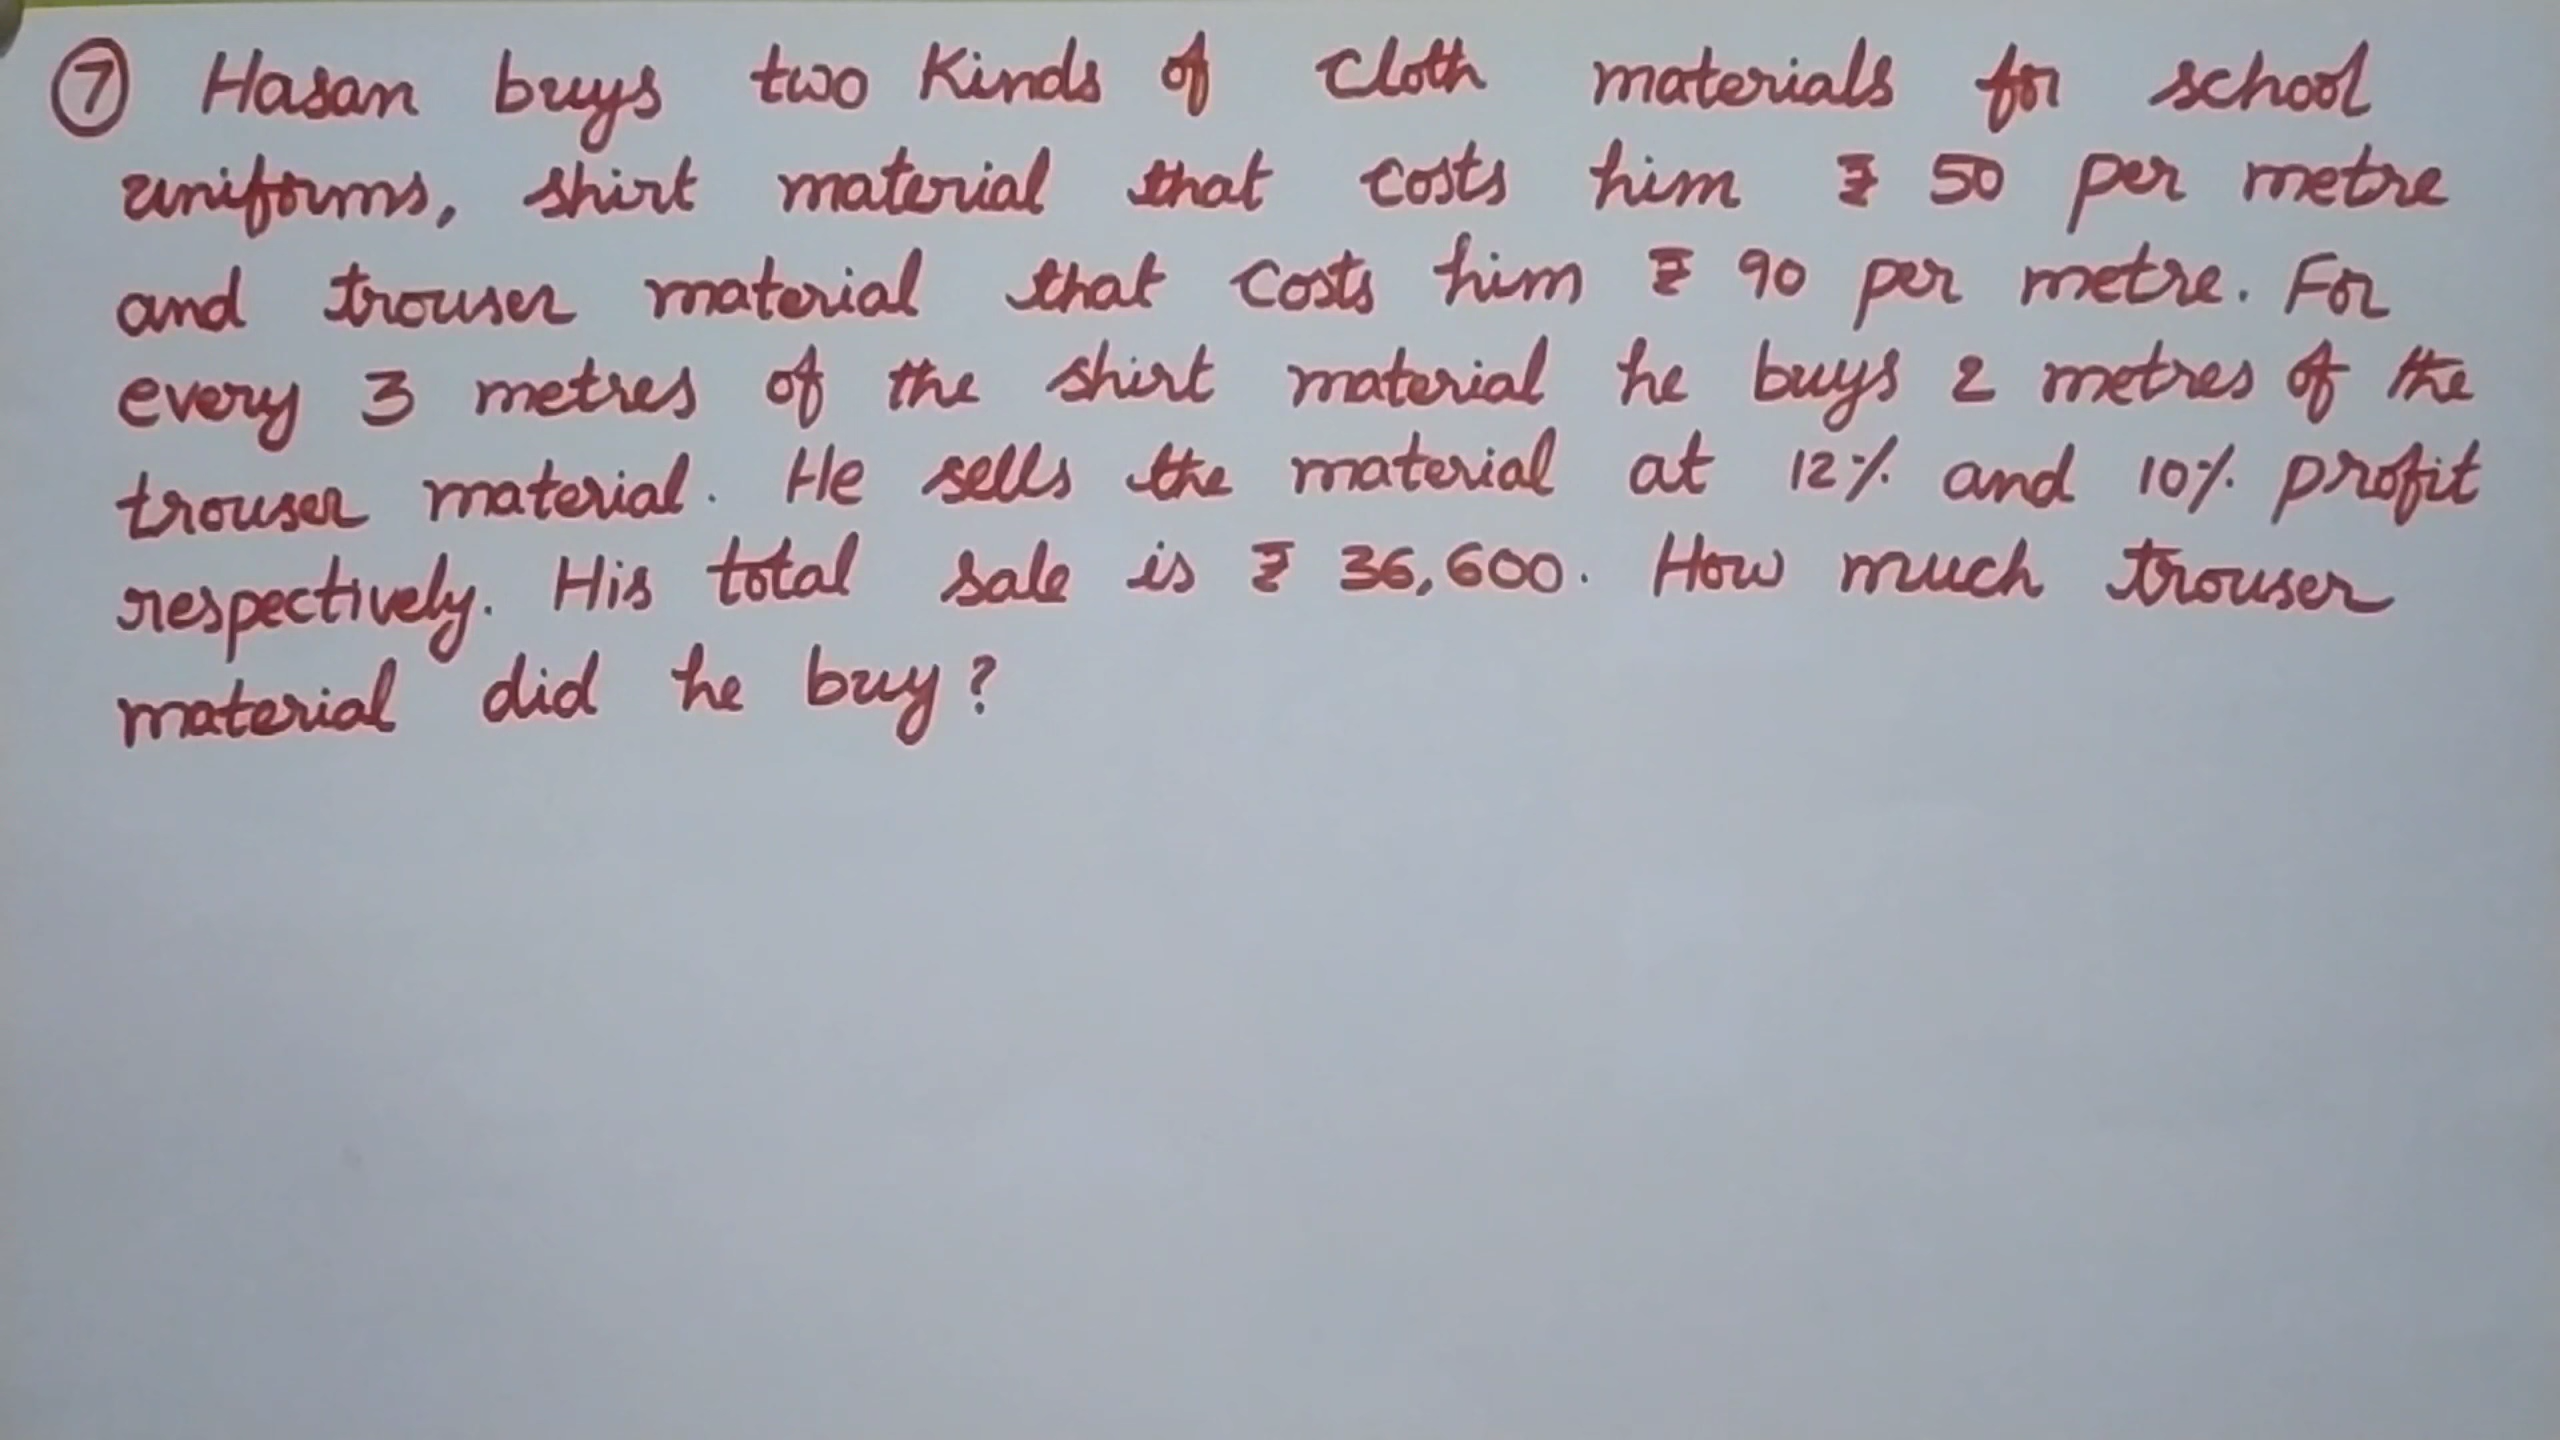 7 Hasan buys two Kinds of cloth materials for school
uniforms, shirt material that costs him ₹ 50 per metre
and trouser material that costs him ₹ 90 per metre. For
every 3 metres of the shirt material he buys 2 metres of the
trouser material. He sells the material at 12% and 10% profit
respectively. His total sale is ₹ 36,600. How much trouser
material did he buy?